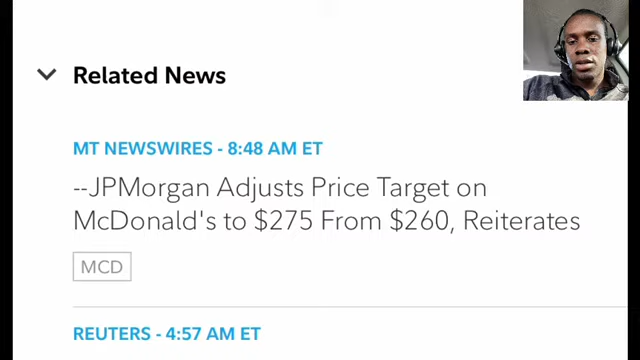 Related News
MT NEWSWIRES - 8:48 AM ET
--JPMorgan Adjusts Price Target on
McDonald's to $275 From $260, Reiterates
MCD
REUTERS - 4:57 AM ET